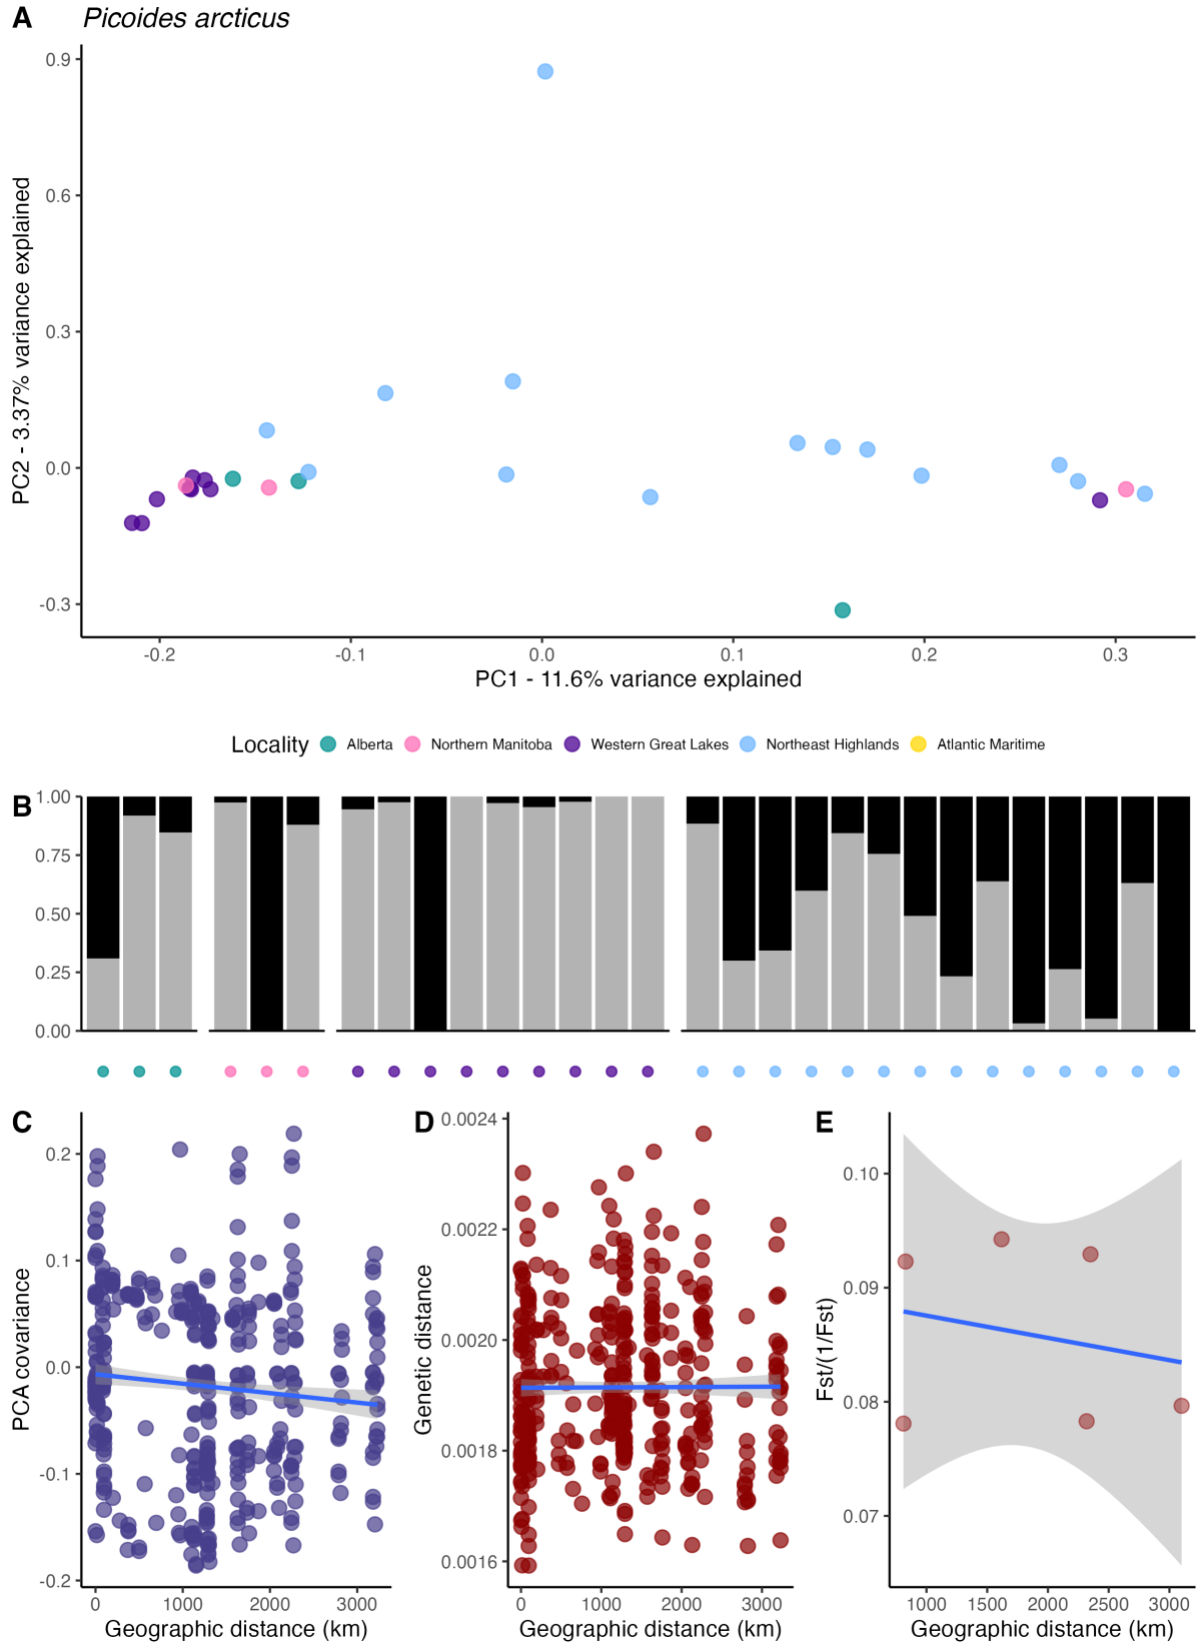 A Picoides arcticus
PC2 - 3.37% variance explained
0.9
0.6
0.3
0.0
-0.3
-0.2 -0.1 0.0 0.1 0.2 0.3
PC1 - 11.6% variance explained
Locality Alberta Northern Manitoba Western Great Lakes Northeast Highlands Atlantic Maritime
B
1.00
0.75
0.50
0.25
0.00
C
PCA covariance
0.2
0.1
0.0
-0.1
-0.2
0 1000 2000 3000
Geographic distance (km)
D
Genetic distance
0.0024
0.0022
0.0020
0.0018
0.0016
0 1000 2000 3000
Geographic distance (km)
E
Fst/(1/Fst)
0.10
0.09
0.08
0.07
1000 1500 2000 2500 3000
Geographic distance (km)